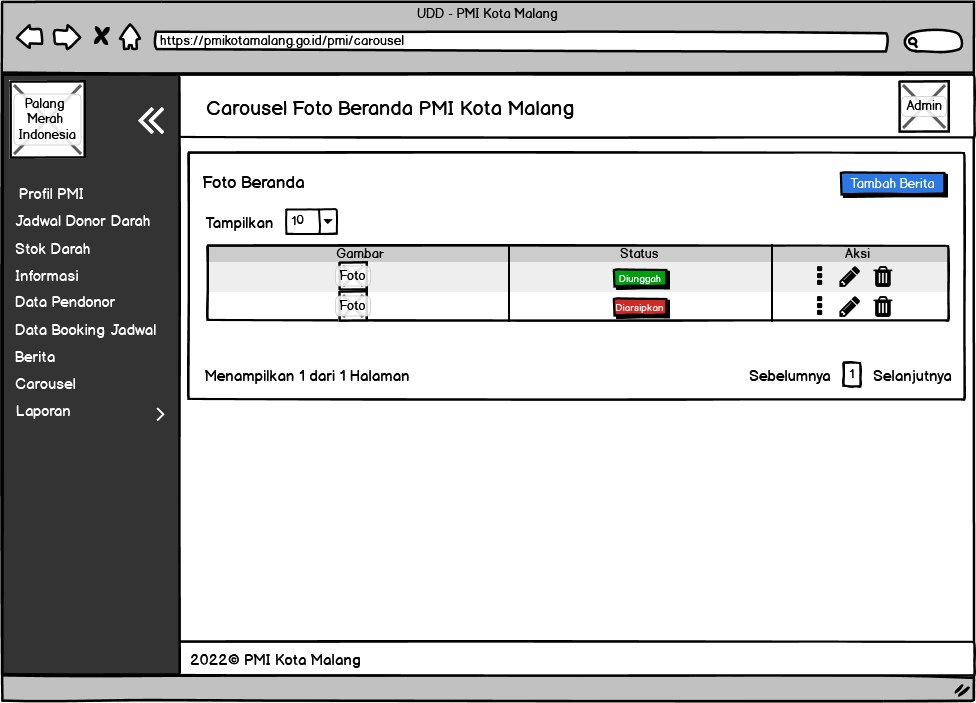 UDD - PMI Kota Malang
https://pmikotamalang.go.id/pmi/carousel
Palang
Merah
Indonesia
Carousel Foto Beranda PMI Kota Malang
Admin
Profil PMI
Jadwal Donor Darah
Stok Darah
Informasi
Data Pendonor
Data Booking Jadwal
Berita
Carousel
Laporan
Foto Beranda
Tambah Berita
Tampilkan 10
Gambar Status Aksi
Foto Diunggah
Foto Diarsipkan
Menampilkan 1 dari 1 Halaman
Sebelumnya 1 Selanjutnya
2022© PMI Kota Malang